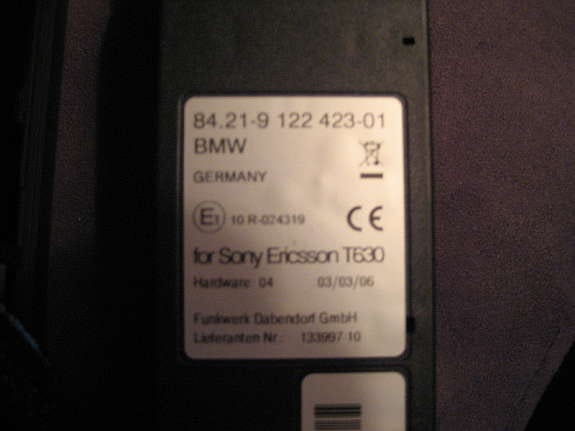 84.21-9 122 423-01
BMW
GERMANY
E1 10 R-024319 CE
for Sony Ericsson T630
Hardware 04 03/03/06
Funkwerk Dabendorf GmbH
Lieferanten Nr.: 133997-10